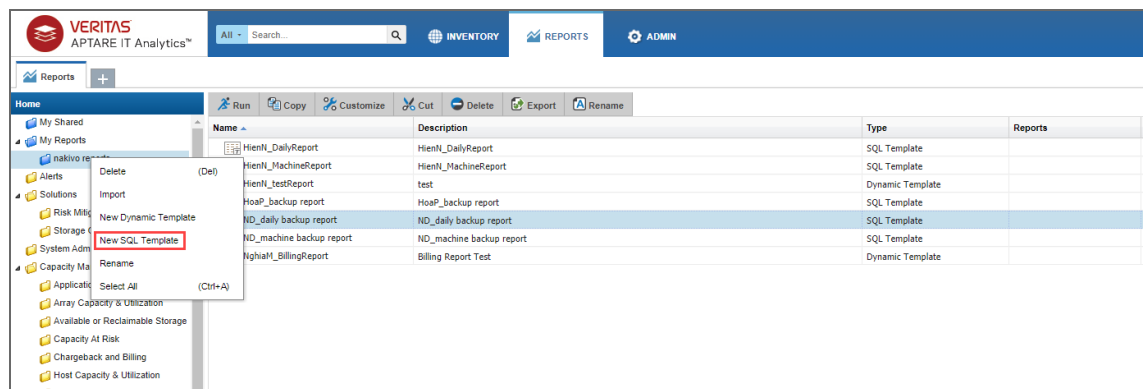 VERITAS
APTARE IT Analytics™
All Search... INVENTORY REPORTS ADMIN
Reports +
Home
Run Copy Customize Cut Delete Export Rename
My Shared
My Reports
nakivo
Alerts
Solutions
Risk
Storage
System
Capacity
Array Capacity & Utilization
Available or Reclaimable Storage
Capacity At Risk
Chargeback and Billing
Host Capacity & Utilization
Delete (Del)
Import
New Dynamic Template
New SQL Template
Rename
Select All (Ctrl+A)
Name Description Type Reports
HienN_DailyReport HienN_DailyReport SQL Template
HienN_MachineReport HienN_MachineReport SQL Template
HienN_testReport test Dynamic Template
HoaP_backup report HoaP_backup report SQL Template
ND_daily backup report ND_daily backup report SQL Template
ND_machine backup report ND_machine backup report SQL Template
NghiaM_BillingReport Billing Report Test Dynamic Template